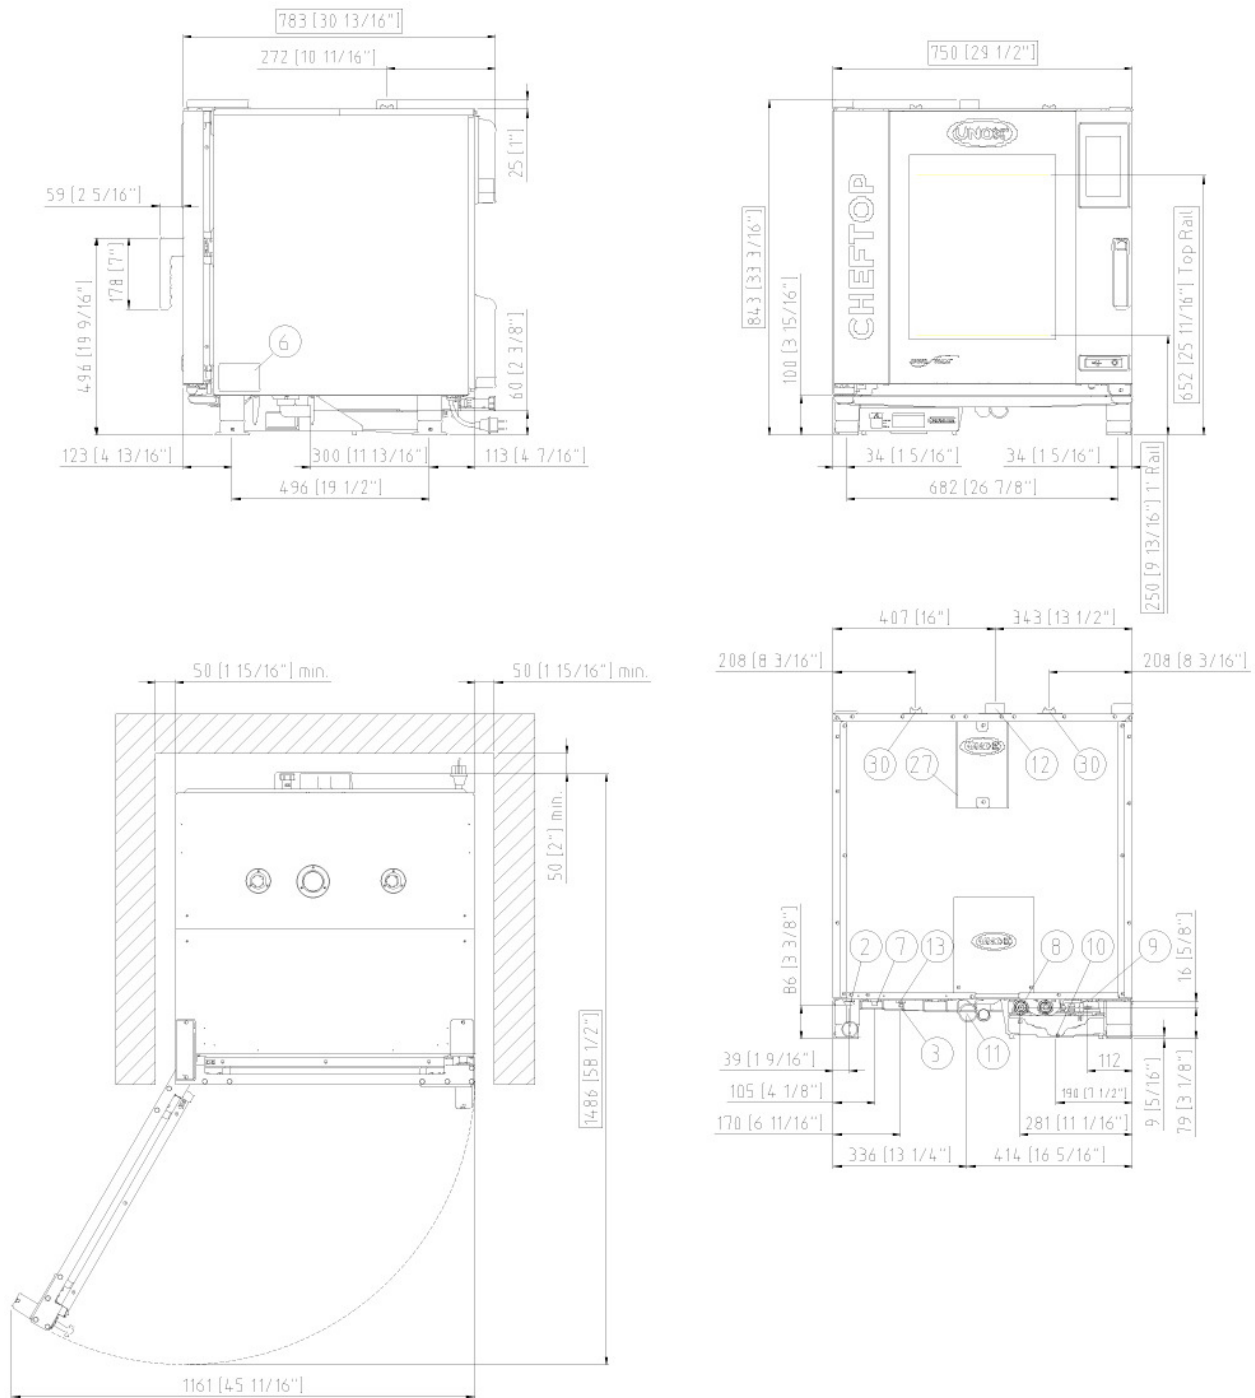 783 [30 13/16"]
272 [10 11/16"]
25 [1"]
59 [2 5/16"]
178 [7"]
496 [19 9/16"]
6
60 [2 3/8"]
123 [4 13/16"]
300 [11 13/16"]
113 [4 7/16"]
496 [19 1/2"]
750 [29 1/2"]
UNOX
CHEFTOP
843 [33 3/16"]
100 [3 15/16"]
652 [25 11/16"] Top Rail
250 [9 13/16"] 1' Rail
34 [1 5/16"]
34 [1 5/16"]
682 [26 7/8"]
50 [1 15/16"] min.
50 [1 15/16"] min.
50 [2"] min.
1486 [58 1/2"]
1161 [45 11/16"]
407 [16"]
343 [13 1/2"]
208 [8 3/16"]
208 [8 3/16"]
UNOX
30
27
12
30
UNOX
86 [3 3/8"]
2
7
13
8
10
9
16 [5/8"]
3
11
39 [1 9/16"]
112
105 [4 1/8"]
190 [7 1/2"]
170 [6 11/16"]
281 [11 1/16"]
9 [5/16"]
79 [3 1/8"]
336 [13 1/4"]
414 [16 5/16"]